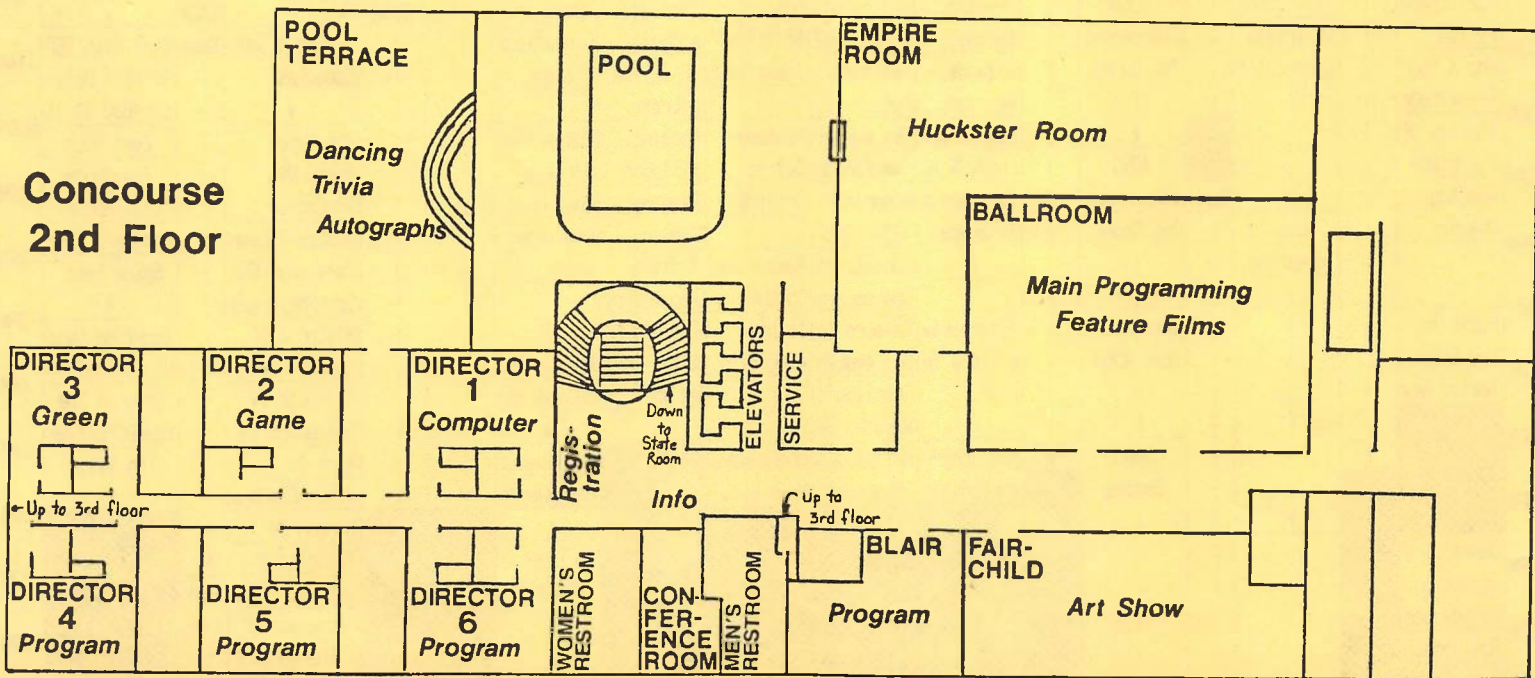 Concourse
2nd Floor
POOL
TERRACE
Dancing
Trivia
Autographs
POOL
EMPIRE
ROOM
Huckster Room
BALLROOM
Main Programming
Feature Films
DIRECTOR
3
Green
DIRECTOR
2
Game
DIRECTOR
1
Computer
Regis-
tration
Down
to
State
Room
ELEVATORS
SERVICE
Info
←Up to 3rd floor
Up to
3rd floor
DIRECTOR
4
Program
DIRECTOR
5
Program
DIRECTOR
6
Program
WOMEN'S
RESTROOM
CON-
FER-
ENCE
ROOM
MEN'S
RESTROOM
BLAIR
Program
FAIR-
CHILD
Art Show